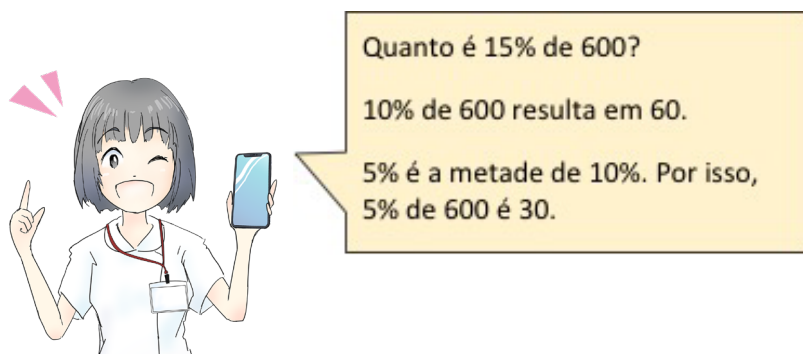 Quanto é 15% de 600?
10% de 600 resulta em 60.
5% é a metade de 10%. Por isso,
5% de 600 é 30.